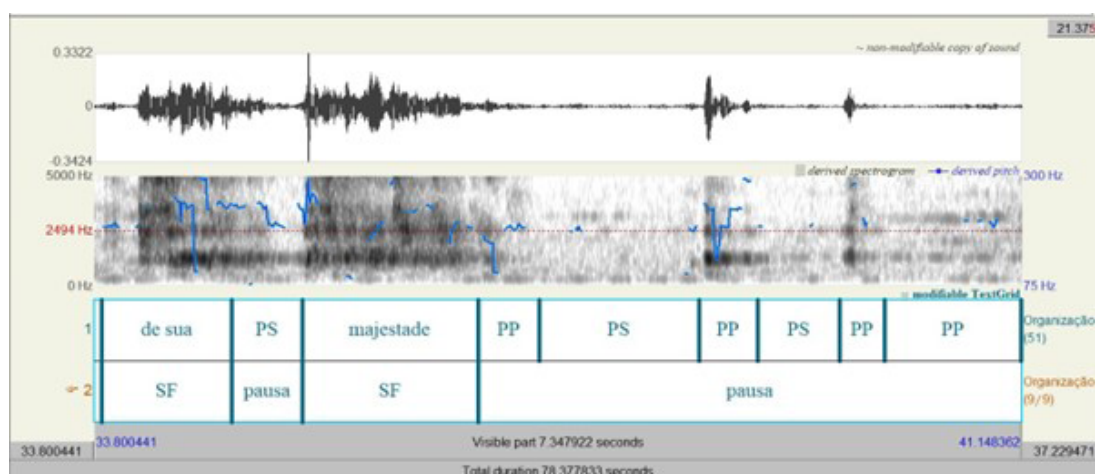 21.375
0.3322
~ non-modifiable copy of sound
0
-0.3424
5000 Hz
derived spectrogram
derived pitch
300 Hz
2494 Hz
0 Hz
75 Hz
modifiable TextGrid
1
de sua
PS
majestade
PP
PS
PP
PS
PP
PP
Organização
(51)
2
SF
pausa
SF
pausa
Organização
(9/9)
33.800441
33.800441
Visible part 7.347922 seconds
41.148362
37.229471
Total duration 78.377833 seconds